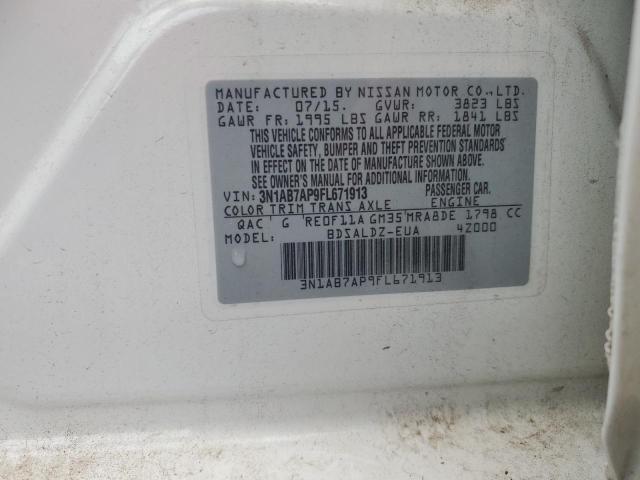 MANUFACTURED BY NISSAN MOTOR CO., LTD.
DATE: 07/15. GVWR: 3823 LBS
GAWR FR: 1995 LBS GAWR RR: 1841 LBS
THIS VEHICLE CONFORMS TO ALL APPLICABLE FEDERAL MOTOR
VEHICLE SAFETY, BUMPER AND THEFT PREVENTION STANDARDS
IN EFFECT ON THE DATE OF MANUFACTURE SHOWN ABOVE.
SEE OWNER'S MANUAL FOR ADDITIONAL INFORMATION.
VIN: 3N1AB7AP9FL671913 PASSENGER CAR.
COLOR TRIM TRANS AXLE ENGINE
QAC G RE0F11A GM35 MRA8DE 1798 CC
MODEL: BDSALDZ-EUA 4Z000
3N1AB7AP9FL671913